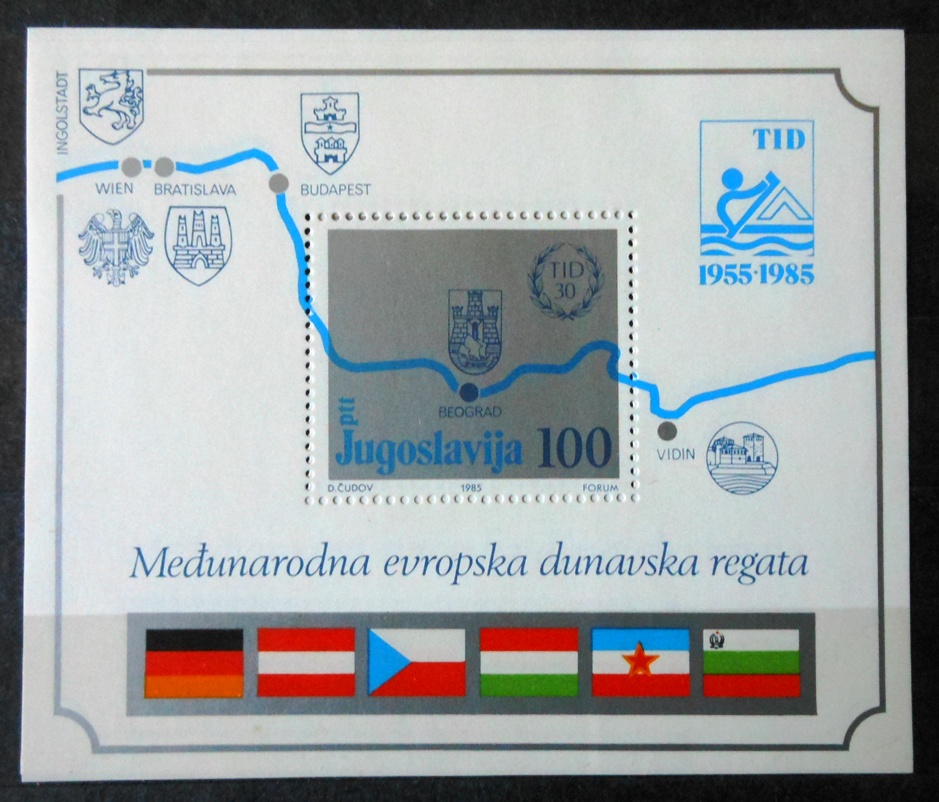 INGOLSTADT
WIEN
BRATISLAVA
BUDAPEST
TID
1955·1985
TID
30
BEOGRAD
ptt
Jugoslavija 100
VIDIN
D.ČUDOV 1985 FORUM
Međunarodna evropska dunavska regata